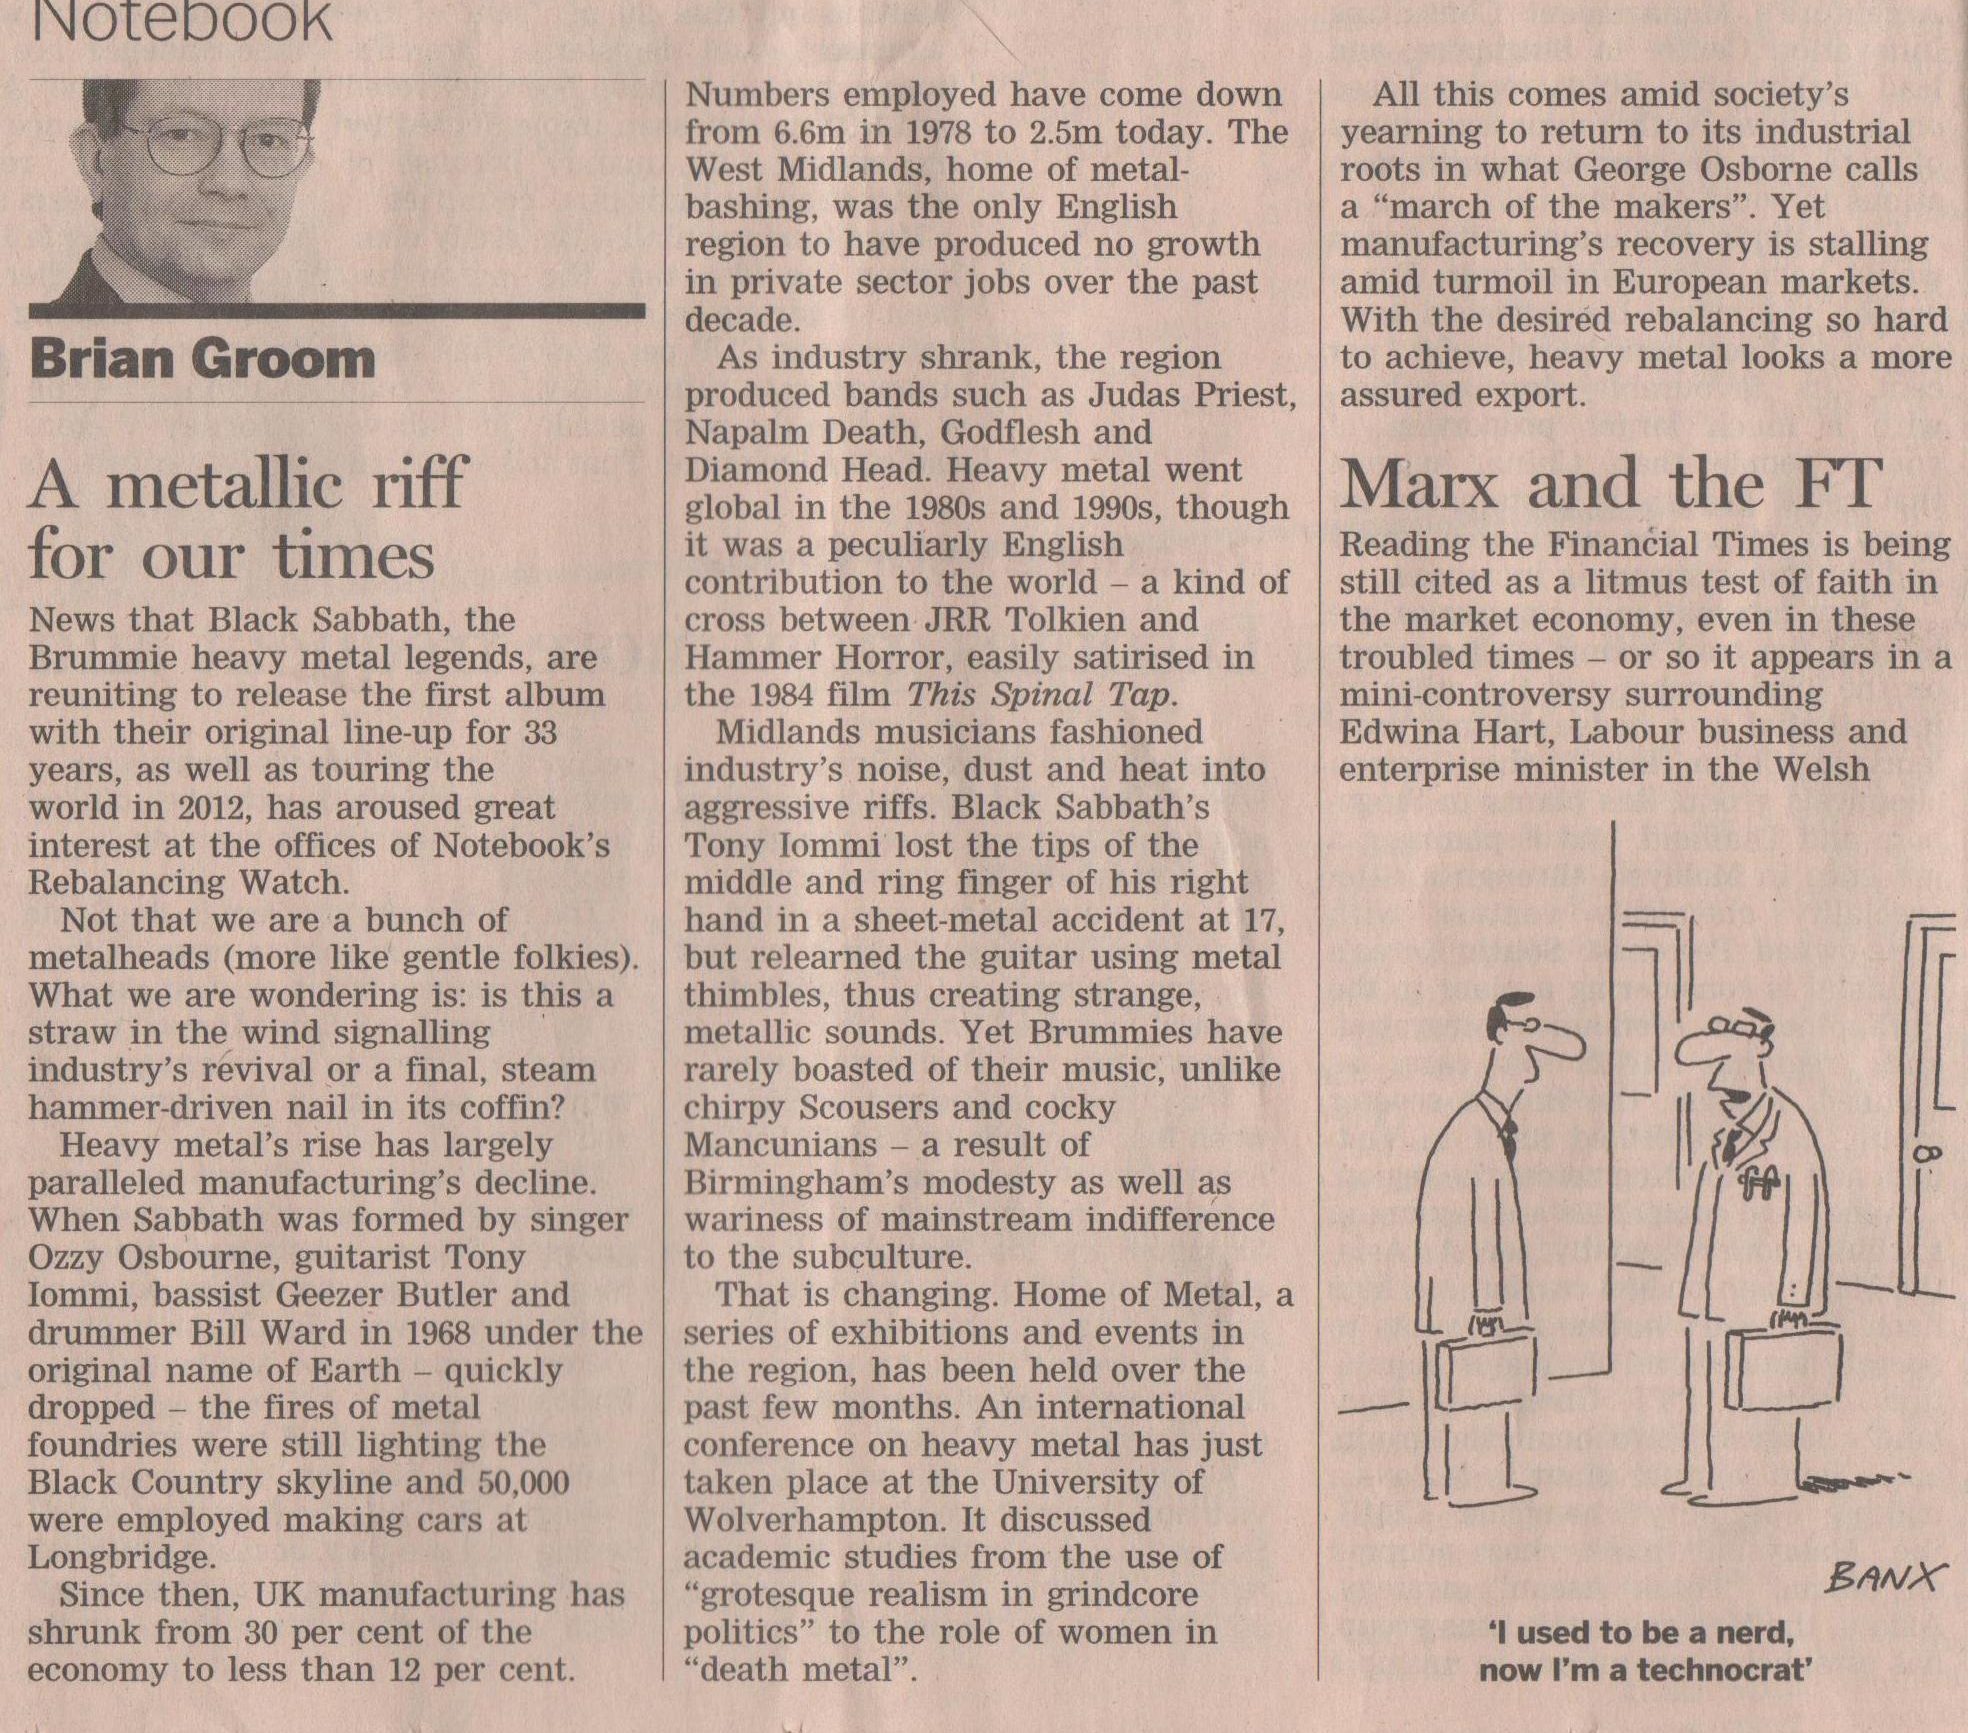 Notebook
Brian Groom
A metallic riff
for our times
News that Black Sabbath, the
Brummie heavy metal legends, are
reuniting to release the first album
with their original line-up for 33
years, as well as touring the
world in 2012, has aroused great
interest at the offices of Notebook's
Rebalancing Watch.
Not that we are a bunch of
metalheads (more like gentle folkies).
What we are wondering is: is this a
straw in the wind signalling
industry's revival or a final, steam
hammer-driven nail in its coffin?
Heavy metal's rise has largely
paralleled manufacturing's decline.
When Sabbath was formed by singer
Ozzy Osbourne, guitarist Tony
Iommi, bassist Geezer Butler and
drummer Bill Ward in 1968 under the
original name of Earth – quickly
dropped – the fires of metal
foundries were still lighting the
Black Country skyline and 50,000
were employed making cars at
Longbridge.
Since then, UK manufacturing has
shrunk from 30 per cent of the
economy to less than 12 per cent.
Numbers employed have come down
from 6.6m in 1978 to 2.5m today. The
West Midlands, home of metal-
bashing, was the only English
region to have produced no growth
in private sector jobs over the past
decade.
As industry shrank, the region
produced bands such as Judas Priest,
Napalm Death, Godflesh and
Diamond Head. Heavy metal went
global in the 1980s and 1990s, though
it was a peculiarly English
contribution to the world – a kind of
cross between JRR Tolkien and
Hammer Horror, easily satirised in
the 1984 film This Spinal Tap.
Midlands musicians fashioned
industry's noise, dust and heat into
aggressive riffs. Black Sabbath's
Tony Iommi lost the tips of the
middle and ring finger of his right
hand in a sheet-metal accident at 17,
but relearned the guitar using metal
thimbles, thus creating strange,
metallic sounds. Yet Brummies have
rarely boasted of their music, unlike
chirpy Scousers and cocky
Mancunians – a result of
Birmingham's modesty as well as
wariness of mainstream indifference
to the subculture.
That is changing. Home of Metal, a
series of exhibitions and events in
the region, has been held over the
past few months. An international
conference on heavy metal has just
taken place at the University of
Wolverhampton. It discussed
academic studies from the use of
“grotesque realism in grindcore
politics” to the role of women in
“death metal”.
All this comes amid society's
yearning to return to its industrial
roots in what George Osborne calls
a “march of the makers”. Yet
manufacturing's recovery is stalling
amid turmoil in European markets.
With the desired rebalancing so hard
to achieve, heavy metal looks a more
assured export.
Marx and the FT
Reading the Financial Times is being
still cited as a litmus test of faith in
the market economy, even in these
troubled times – or so it appears in a
mini-controversy surrounding
Edwina Hart, Labour business and
enterprise minister in the Welsh
BANX
‘I used to be a nerd,
now I'm a technocrat’